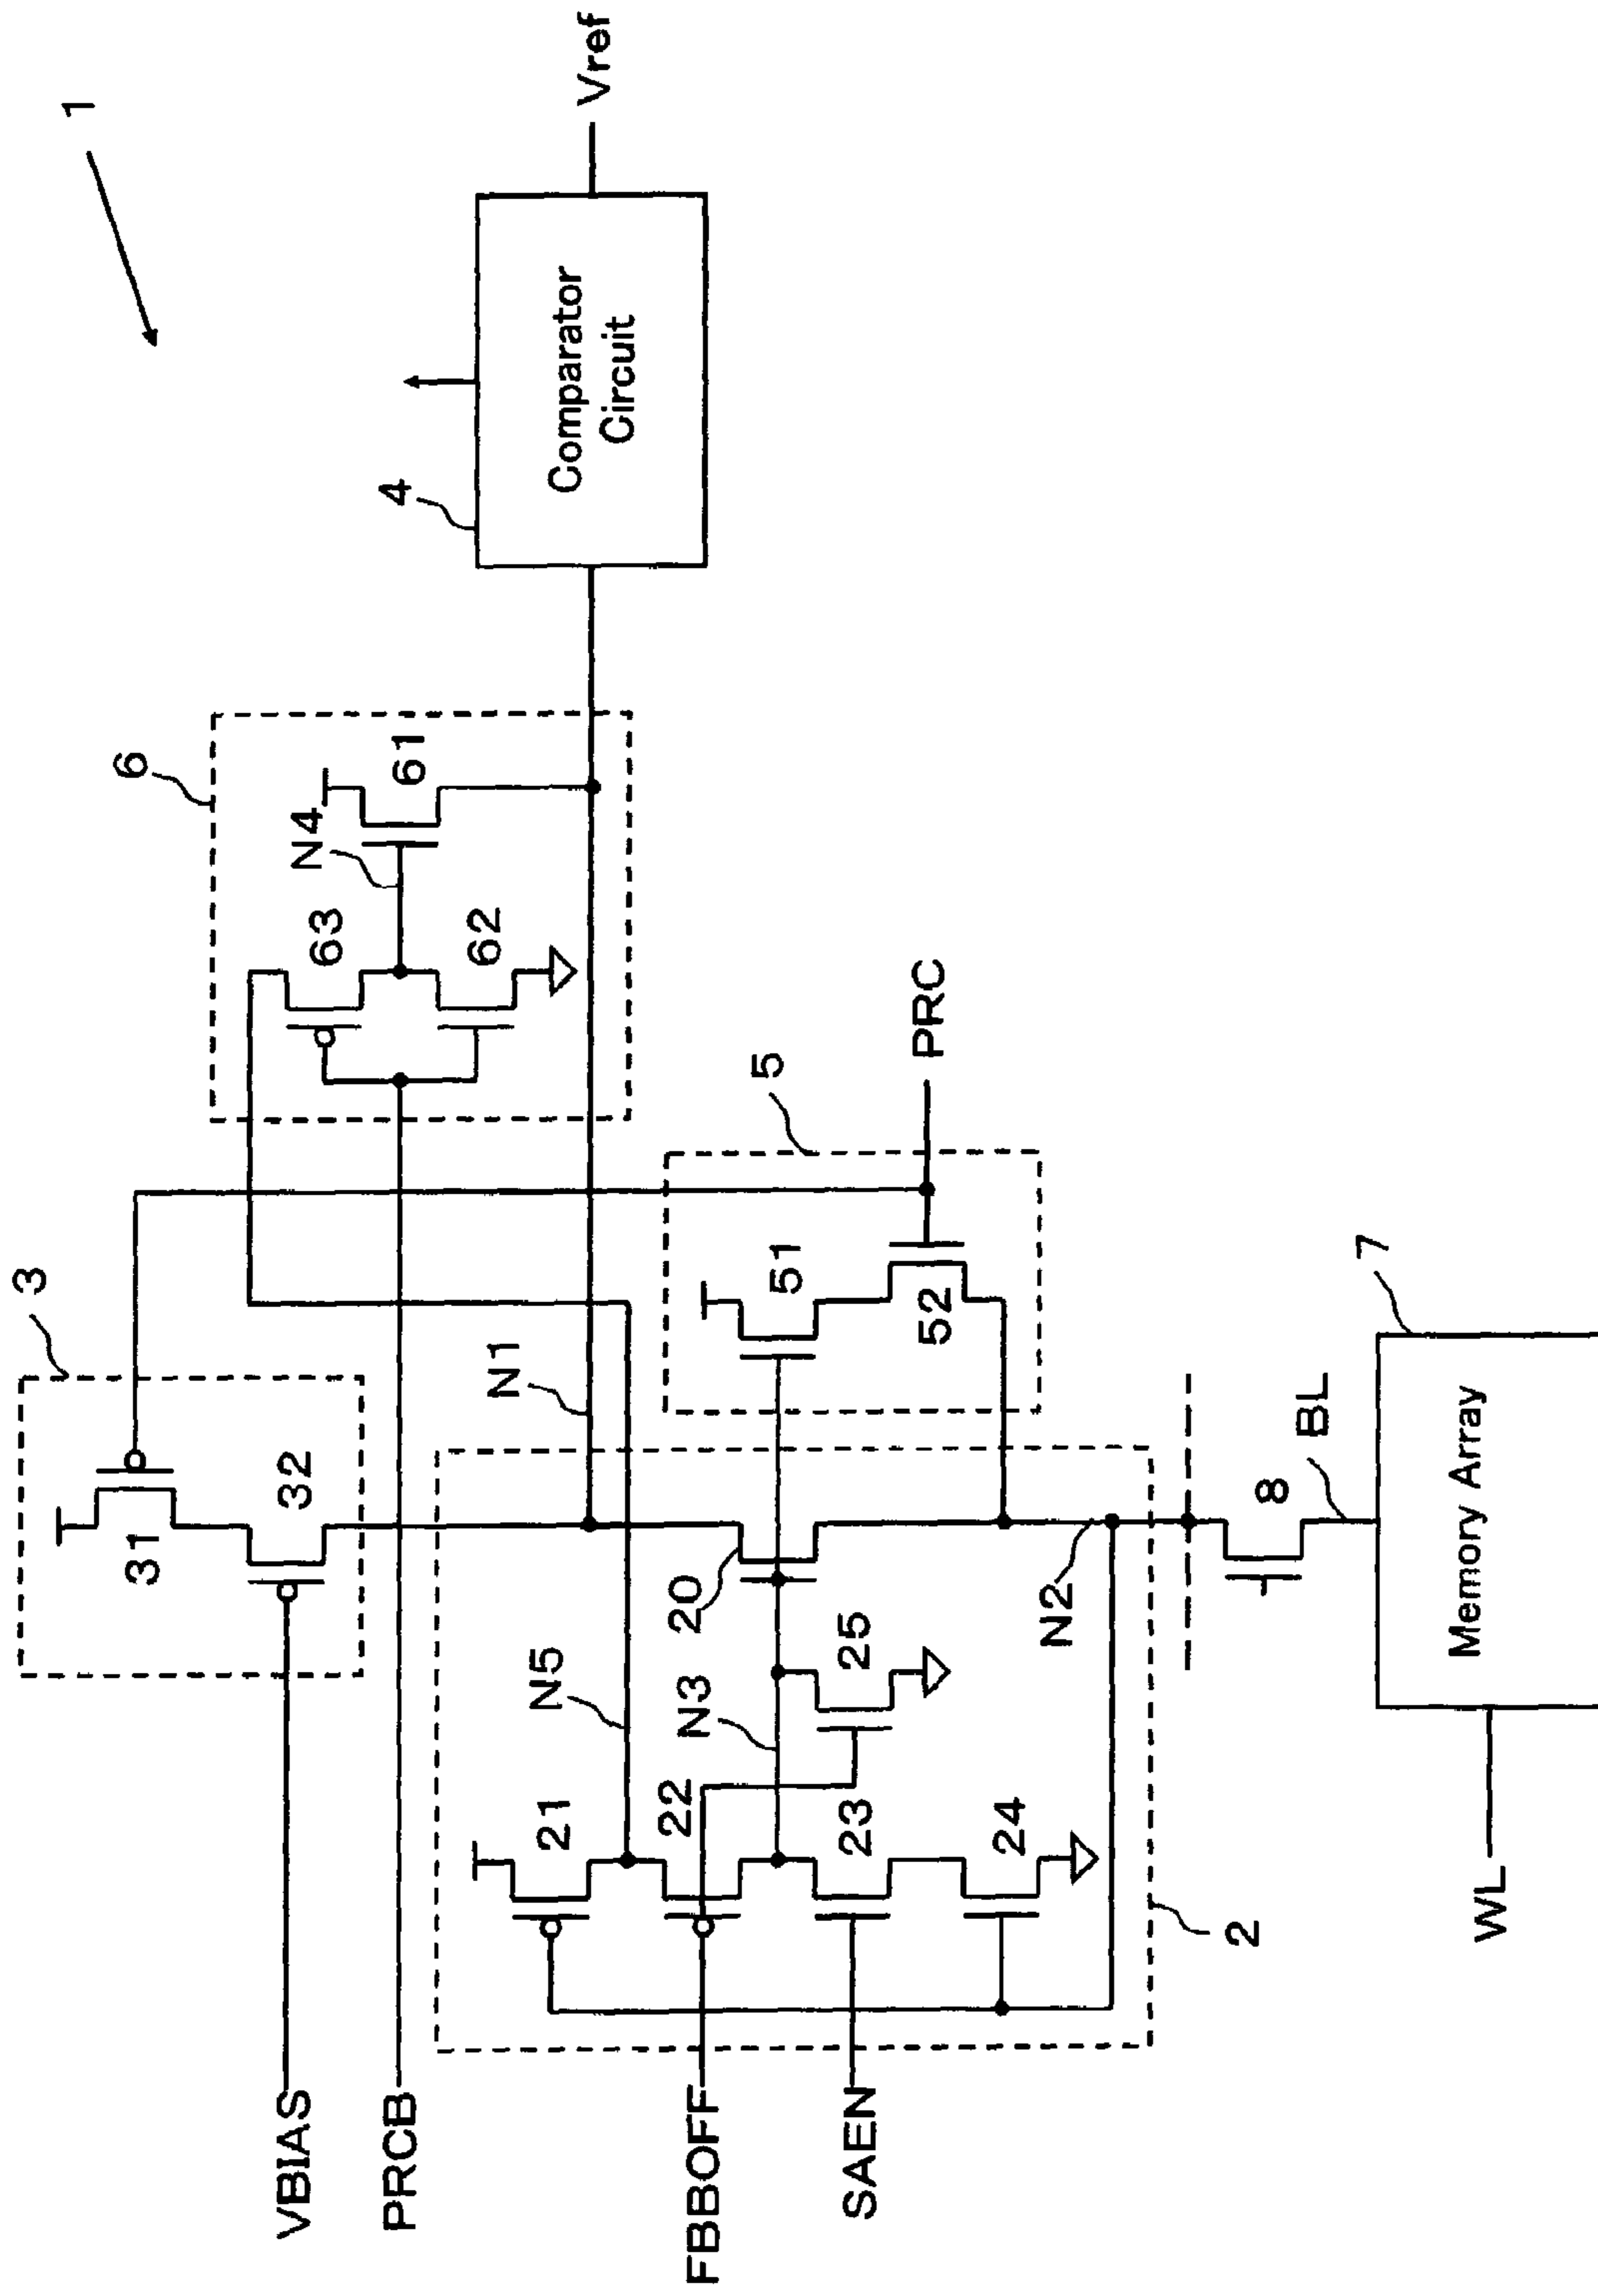 1
Vref
4
Comparator
Circuit
6
N4
61
63
62
PRC
5
3
51
52
7
N1
31
32
BL
8
Memory Array
20
N2
25
N5
N3
21
22
23
24
2
WL
VBIAS
PRCB
FBBOFF
SAEN